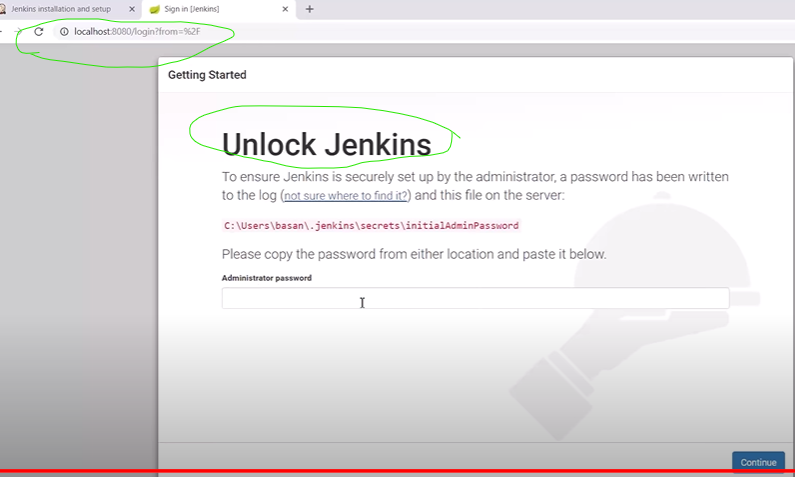 Jenkins installation and setup
Sign in [Jenkins]
localhost:8080/login?from=%2F
Getting Started
Unlock Jenkins
To ensure Jenkins is securely set up by the administrator, a password has been written
to the log (not sure where to find it?) and this file on the server:
C:\Users\basan\.jenkins\secrets\initialAdminPassword
Please copy the password from either location and paste it below.
Administrator password
Continue